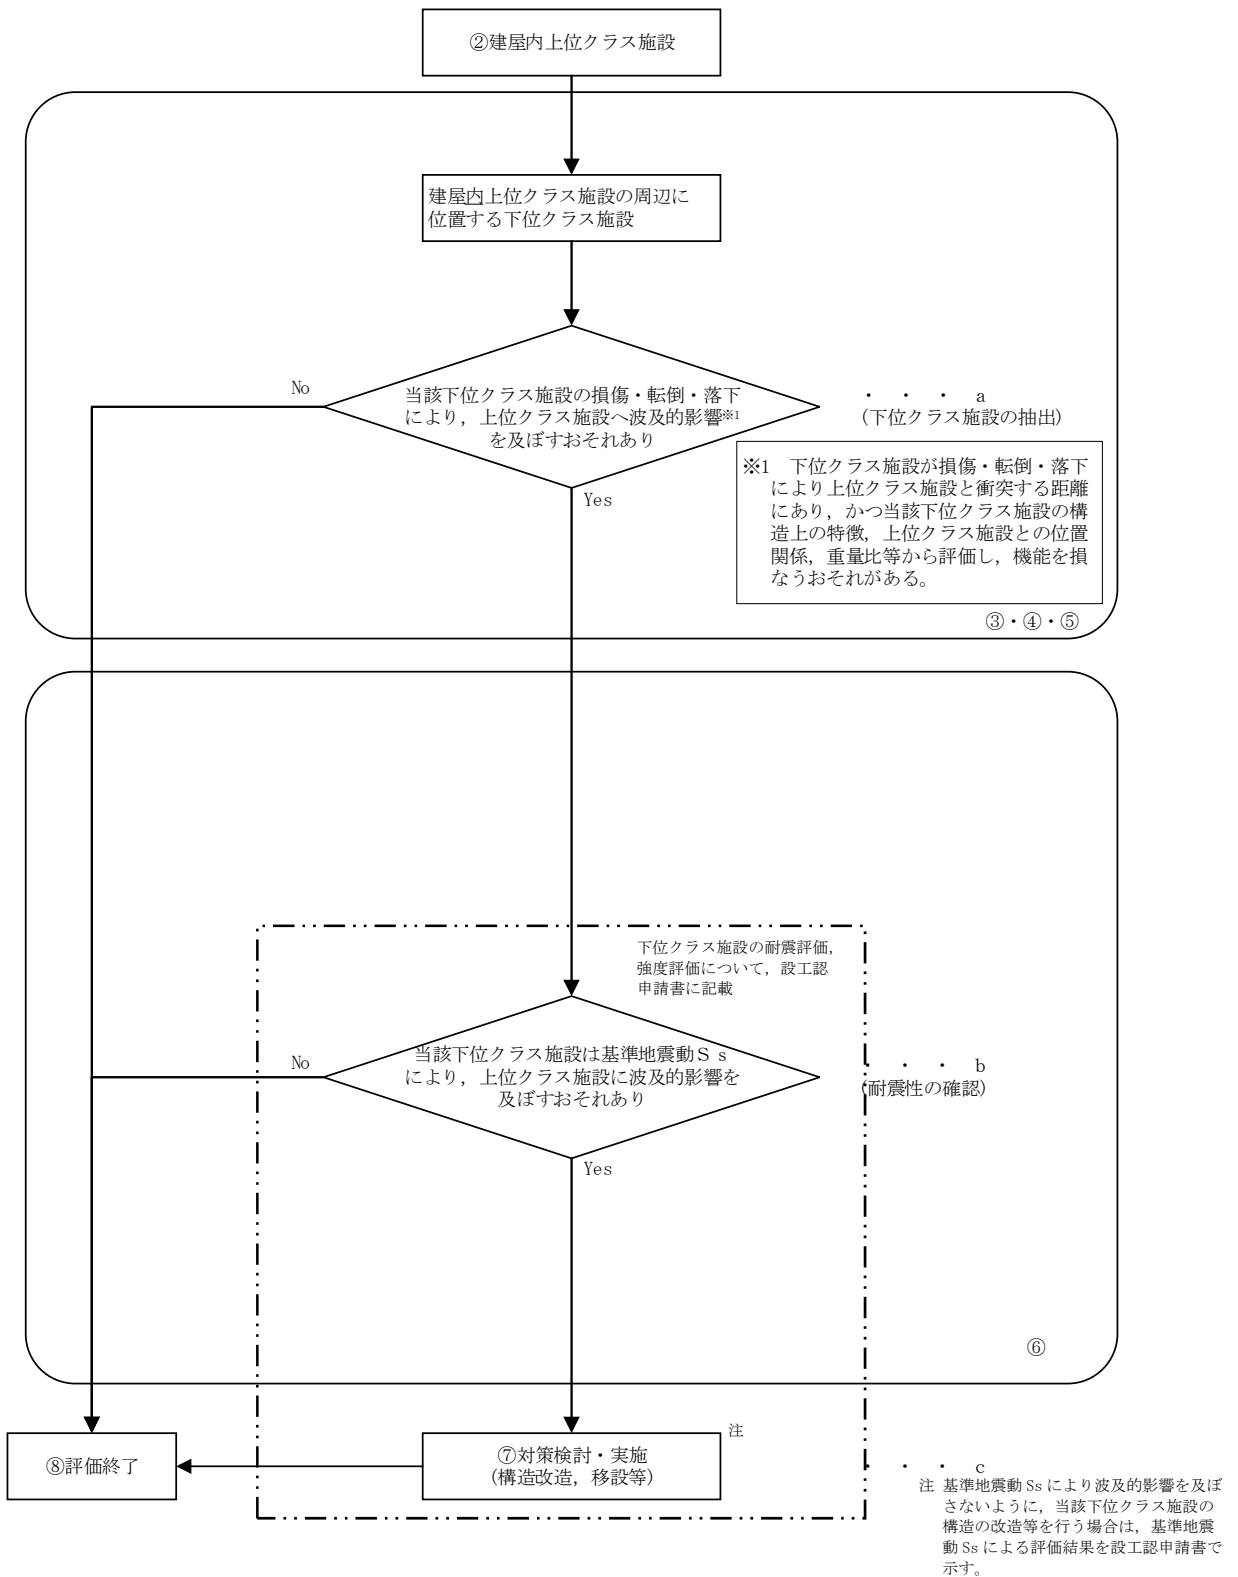 ②建屋内上位クラス施設
建屋内上位クラス施設の周辺に
位置する下位クラス施設
No
当該下位クラス施設の損傷・転倒・落下
により，上位クラス施設へ波及的影響※1
を及ぼすおそれあり
・　・　・　a
(下位クラス施設の抽出)
Yes
※1　下位クラス施設が損傷・転倒・落下
により上位クラス施設と衝突する距離
にあり，かつ当該下位クラス施設の構
造上の特徴，上位クラス施設との位置
関係，重量比等から評価し，機能を損
なうおそれがある。
③・④・⑤
下位クラス施設の耐震評価，
強度評価について，設工認
申請書に記載
No
当該下位クラス施設は基準地震動Ｓｓ
により，上位クラス施設に波及的影響を
及ぼすおそれあり
・　・　・　b
(耐震性の確認)
Yes
⑥
注
⑧評価終了
⑦対策検討・実施
(構造改造，移設等)
・　・　・　c
注 基準地震動 Ss により波及的影響を及ぼ
さないように，当該下位クラス施設の
構造の改造等を行う場合は，基準地震
動 Ss による評価結果を設工認申請書で
示す。